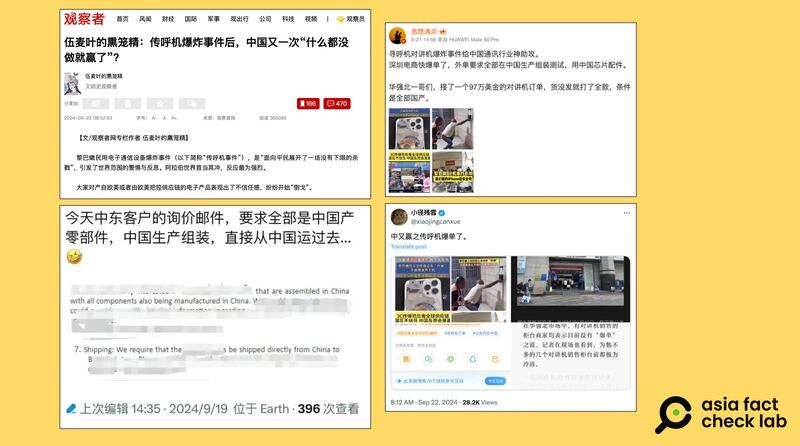 观察者
首页 风闻 财经 国际 军事 观出行 公司 科技 视频 观察员
伍麦叶的熏笼精：传呼机爆炸事件后，中国又一次“什么都没
做就赢了”？
伍麦叶的熏笼精
文明史观察者
分享到：
166
470
2024-09-22 08:52:53
字号：A- A A+
来源：观察者网
阅读 365096
【文/观察者网专栏作者 伍麦叶的熏笼精】
黎巴嫩民用电子通信设备爆炸事件（以下简称“传呼机事件”），是“面向平民展开了一场没有下限的杀
戮”，引发了世界范围的警惕与反思。阿拉伯世界首当其冲，反应最为强烈。
大家对产自欧美或者由欧美把控供应链的电子产品表现出了不信任感，纷纷开始“倒戈”。
思想沸点
9-21 14:56 来自 HUAWEI Mate 60 Pro
寻呼机对讲机爆炸事件给中国通讯行业神助攻。
深圳电商快爆单了，外单要求全部在中国生产组装测试，用中国芯片配件。
华强北一哥们，接了一个97万美金的对讲机订单，货没发就打了全款，条件
是全部国产。
今天中东客户的询价邮件，要求全部是中国产
零部件，中国生产组装，直接从中国运过去...
that are assembled in China
with all components also being manufactured in China.
7. Shipping: We require that the
s be shipped directly from China to
上次编辑 14:35 · 2024/9/19 位于 Earth · 396 次查看
小径残雪
@xiaojingcanxue
中又赢之传呼机爆单了。
Translate post
在华强北市场中，有对讲机销售的
柜台商家均表示目前没有“爆单”
之说。记者在现场也看到，为数不
多的几个对讲机销售柜台前都极为
冷清。
8:12 AM · Sep 22, 2024 · 28.2K Views
asia fact
check lab